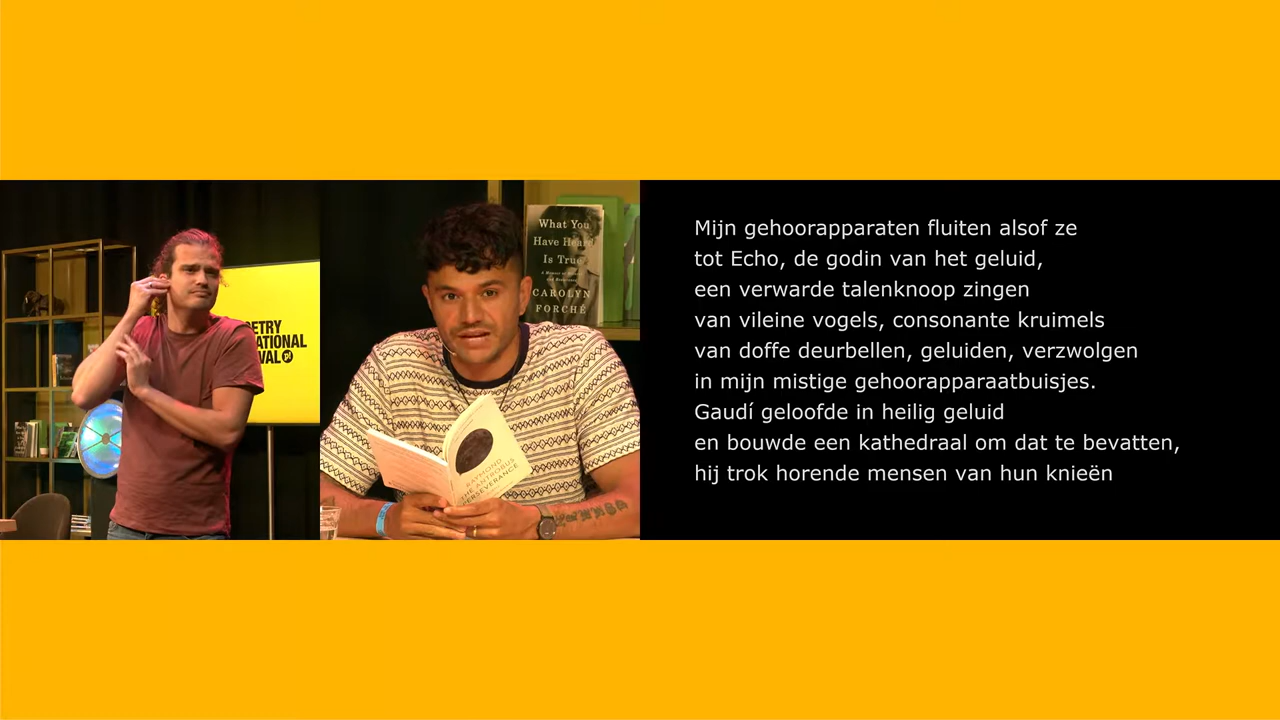 ETRY
ATIONAL
VAL
What You
Have Heard
Is True
CAROLYN
FORCHÉ
RAYMOND
ANTROBUS
THE
PERSEVERANCE
Mijn gehoorapparaten fluiten alsof ze
tot Echo, de godin van het geluid,
een verwarde talenknoop zingen
van vileine vogels, consonante kruimels
van doffe deurbellen, geluiden, verzwolgen
in mijn mistige gehoorapparaatbuisjes.
Gaudí geloofde in heilig geluid
en bouwde een kathedraal om dat te bevatten,
hij trok horende mensen van hun knieën